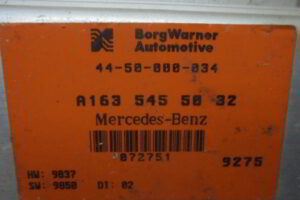 BorgWarner
Automotive
44-50-000-034
A163 545 50 32
Mercedes-Benz
072751
9275
HW: 9837
SW: 9850 DI: 02